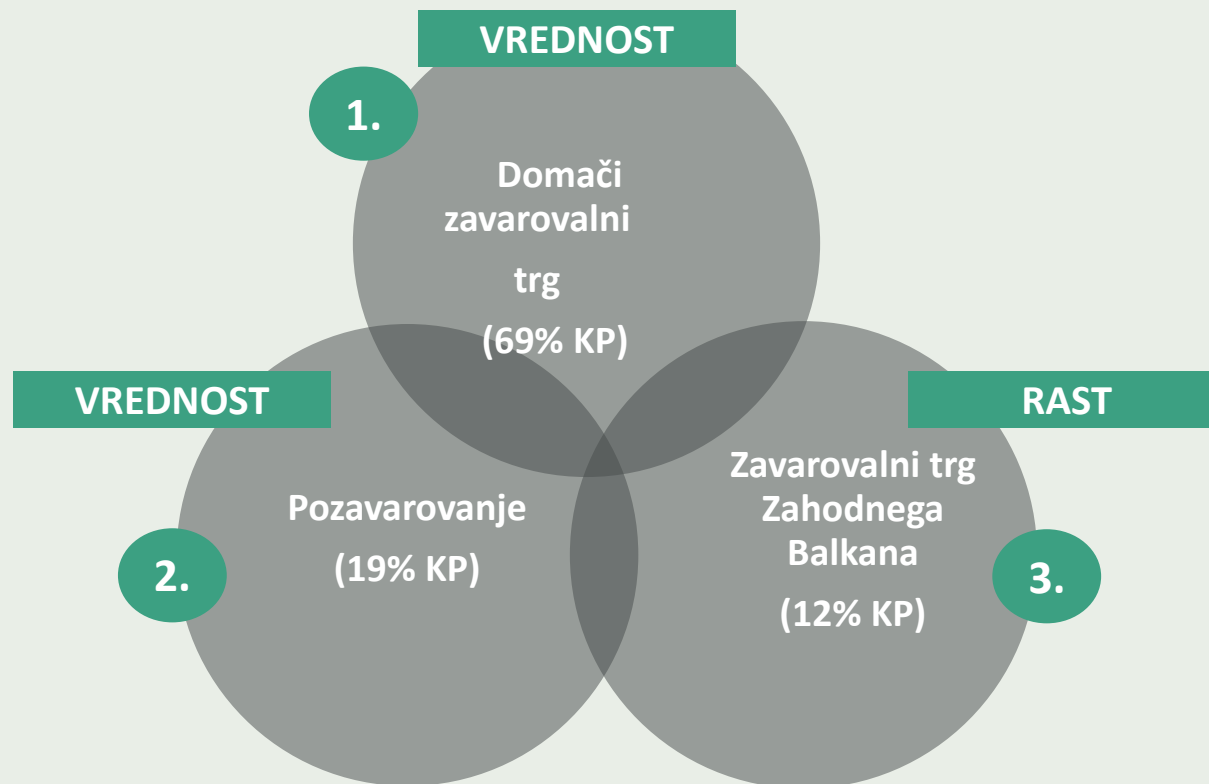 VREDNOST
1.
Domači
zavarovalni
trg
(69% KP)
VREDNOST
Pozavarovanje
(19% KP)
2.
RAST
Zavarovalni trg
Zahodnega
Balkana
(12% KP)
3.